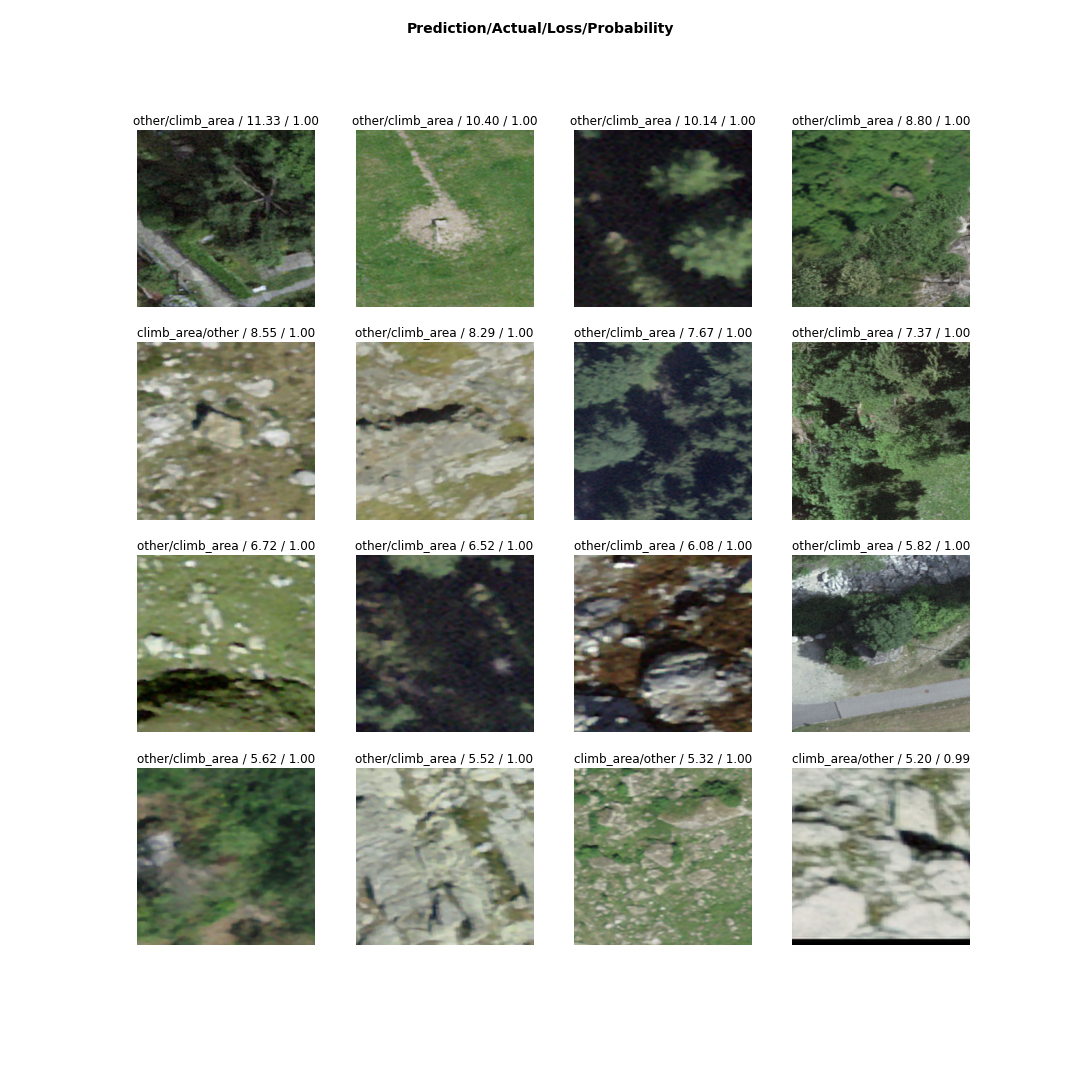 Prediction/Actual/Loss/Probability
other/climb_area / 11.33 / 1.00
other/climb_area / 10.40 / 1.00
other/climb_area / 10.14 / 1.00
other/climb_area / 8.80 / 1.00
climb_area/other / 8.55 / 1.00
other/climb_area / 8.29 / 1.00
other/climb_area / 7.67 / 1.00
other/climb_area / 7.37 / 1.00
other/climb_area / 6.72 / 1.00
other/climb_area / 6.52 / 1.00
other/climb_area / 6.08 / 1.00
other/climb_area / 5.82 / 1.00
other/climb_area / 5.62 / 1.00
other/climb_area / 5.52 / 1.00
climb_area/other / 5.32 / 1.00
climb_area/other / 5.20 / 0.99